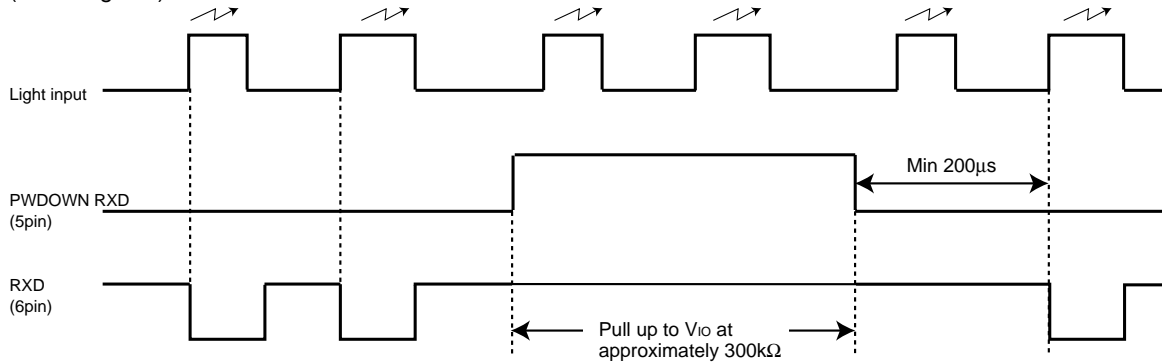 Light input
PWDOWN RXD
(5pin)
Min 200μs
RXD
(6pin)
Pull up to VIO at
approximately 300kΩ